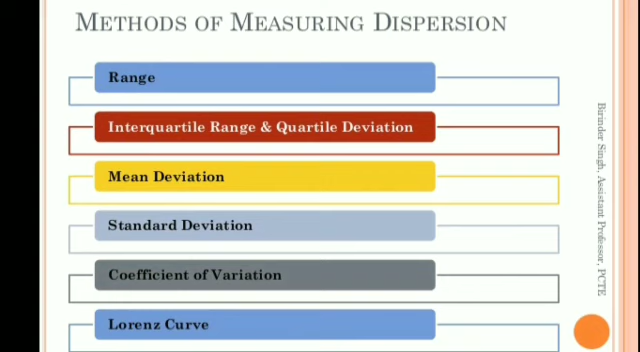 METHODS OF MEASURING DISPERSION
Range
Interquartile Range & Quartile Deviation
Mean Deviation
Standard Deviation
Coefficient of Variation
Lorenz Curve
Birinder Singh, Assistant Professor, PCTE